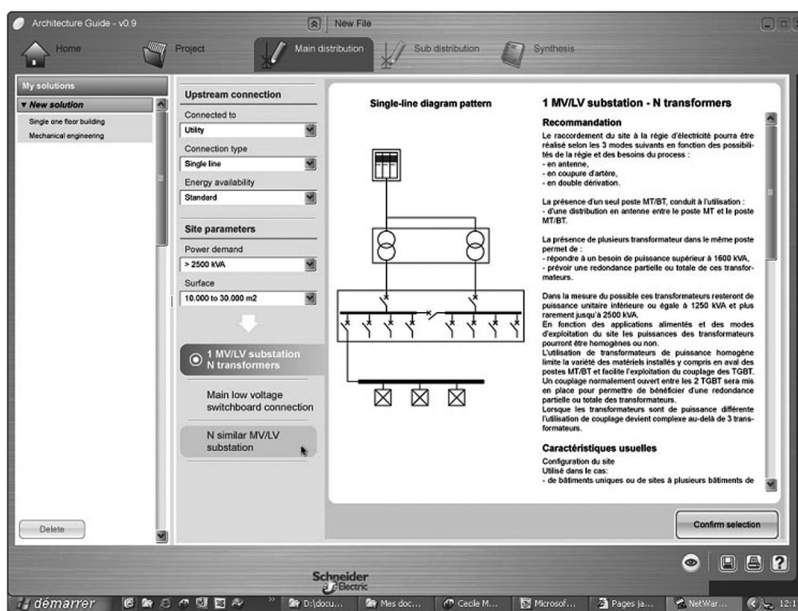 Architecture Guide - v0.9
New File
Home
Project
Main distribution
Sub distribution
Synthesis
My solutions
New solution
Single one floor building
Mechanical engineering
Delete
Upstream connection
Connected to
Utility
Connection type
Single line
Energy availability
Standard
Site parameters
Power demand
> 2500 kVA
Surface
10.000 to 30.000 m2
1 MV/LV substation
N transformers
Main low voltage
switchboard connection
N similar MV/LV
substation
Single-line diagram pattern
1 MV/LV substation - N transformers
Recommandation
Le raccordement du site à la régie d'électricité pourra être
réalisé selon les 3 modes suivants en fonction des possibili-
tés de la régie et des besoins du process :
- en antenne,
- en coupure d'artère,
- en double dérivation.
La présence d'un seul poste MT/BT, conduit à l'utilisation :
- d'une distribution en antenne entre le poste MT et le poste
MT/BT.
La présence de plusieurs transformateur dans le même poste
permet de :
- répondre à un besoin de puissance supérieur à 1600 kVA,
- prévoir une redondance partielle ou totale de ces transfor-
mateurs.
Dans la mesure du possible ces transformateurs resteront de
puissance unitaire inférieure ou égale à 1250 kVA et plus
rarement jusqu'à 2500 kVA.
En fonction des applications alimentés et des modes
d'exploitation du site les puissances des transformateurs
pourront être homogènes ou non.
L'utilisation de transformateurs de puissance homogène
limite la variété des matériels installés y compris en aval des
postes MT/BT et facilite l'exploitation du couplage des TGBT.
Un couplage normalement ouvert entre les 2 TGBT sera mis
en place pour permettre de bénéficier d'une redondance
partielle ou totale des transformateurs.
Lorsque les transformateurs sont de puissance différente
l'utilisation de couplage devient complexe au-delà de 3 trans-
formateurs.
Caractéristiques usuelles
Configuration du site
Utilisé dans le cas:
- de bâtiments uniques ou de sites à plusieurs bâtiments de
Confirm selection
Schneider
Electric
démarrer
D:\docu...
Mes doc...
Cecile M...
Microsof...
Pages ja...
NetWar...